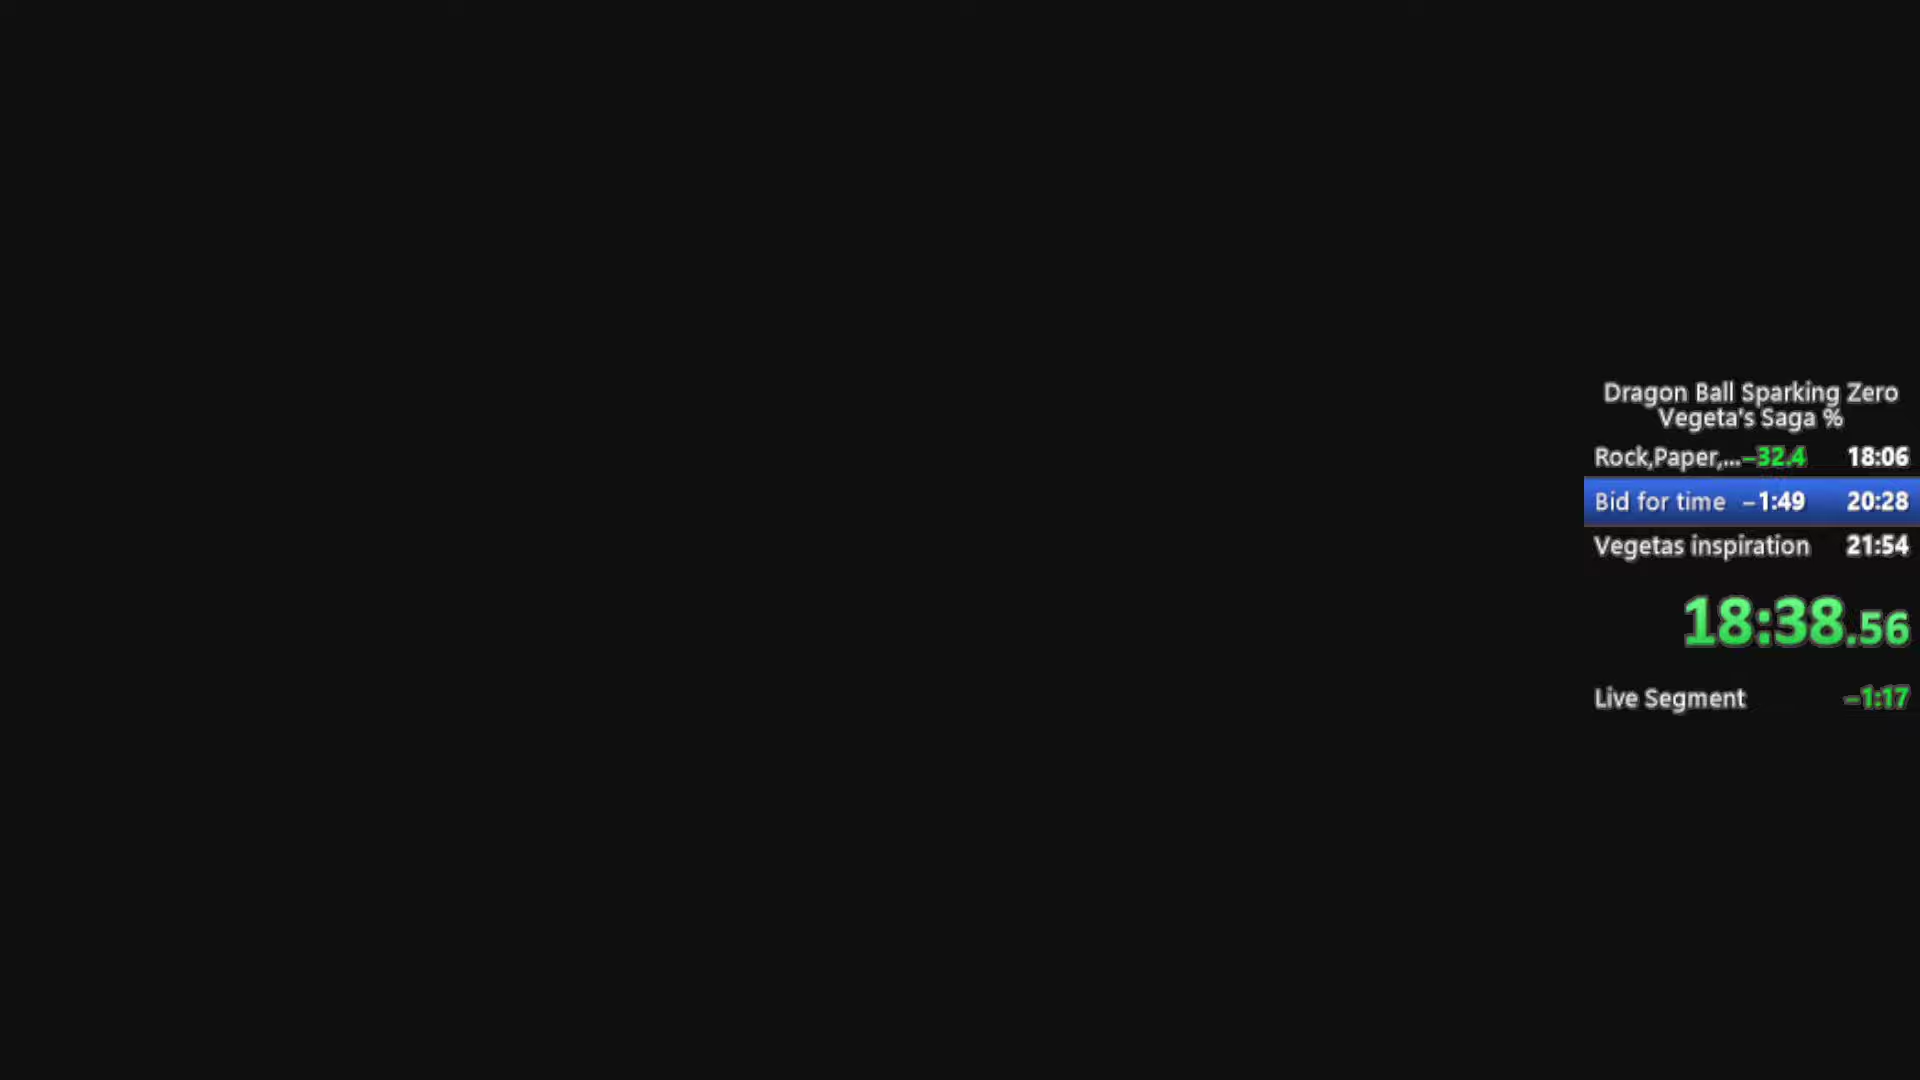 Dragon Ball Sparking Zero
Vegeta's Saga %
Rock,Paper,... −32.4 18:06
Bid for time −1:49 20:28
Vegetas inspiration 21:54
18:38.56
Live Segment −1:17